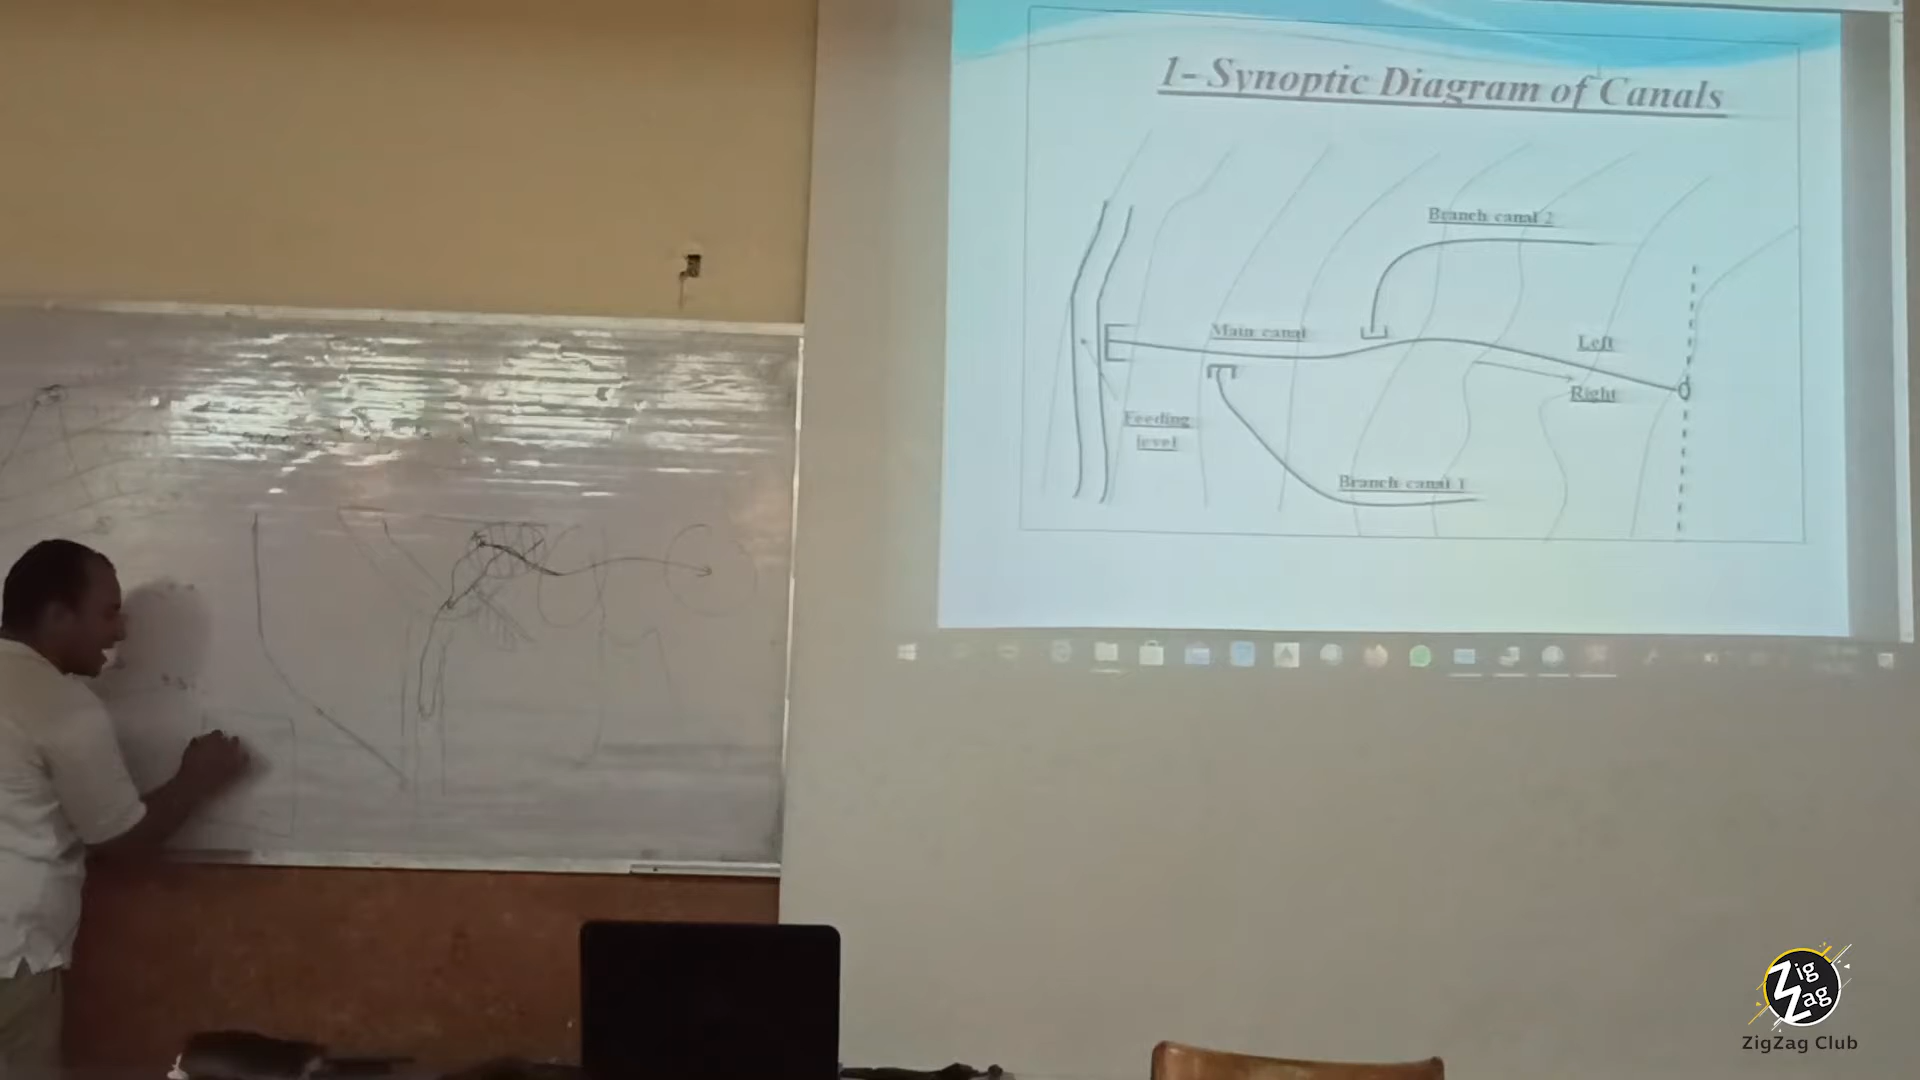 1- Synoptic Diagram of Canals
Branch canal 2
Main canal
Left
Right
Feeding
level
Branch canal 1
Zig
Zag
ZigZag Club